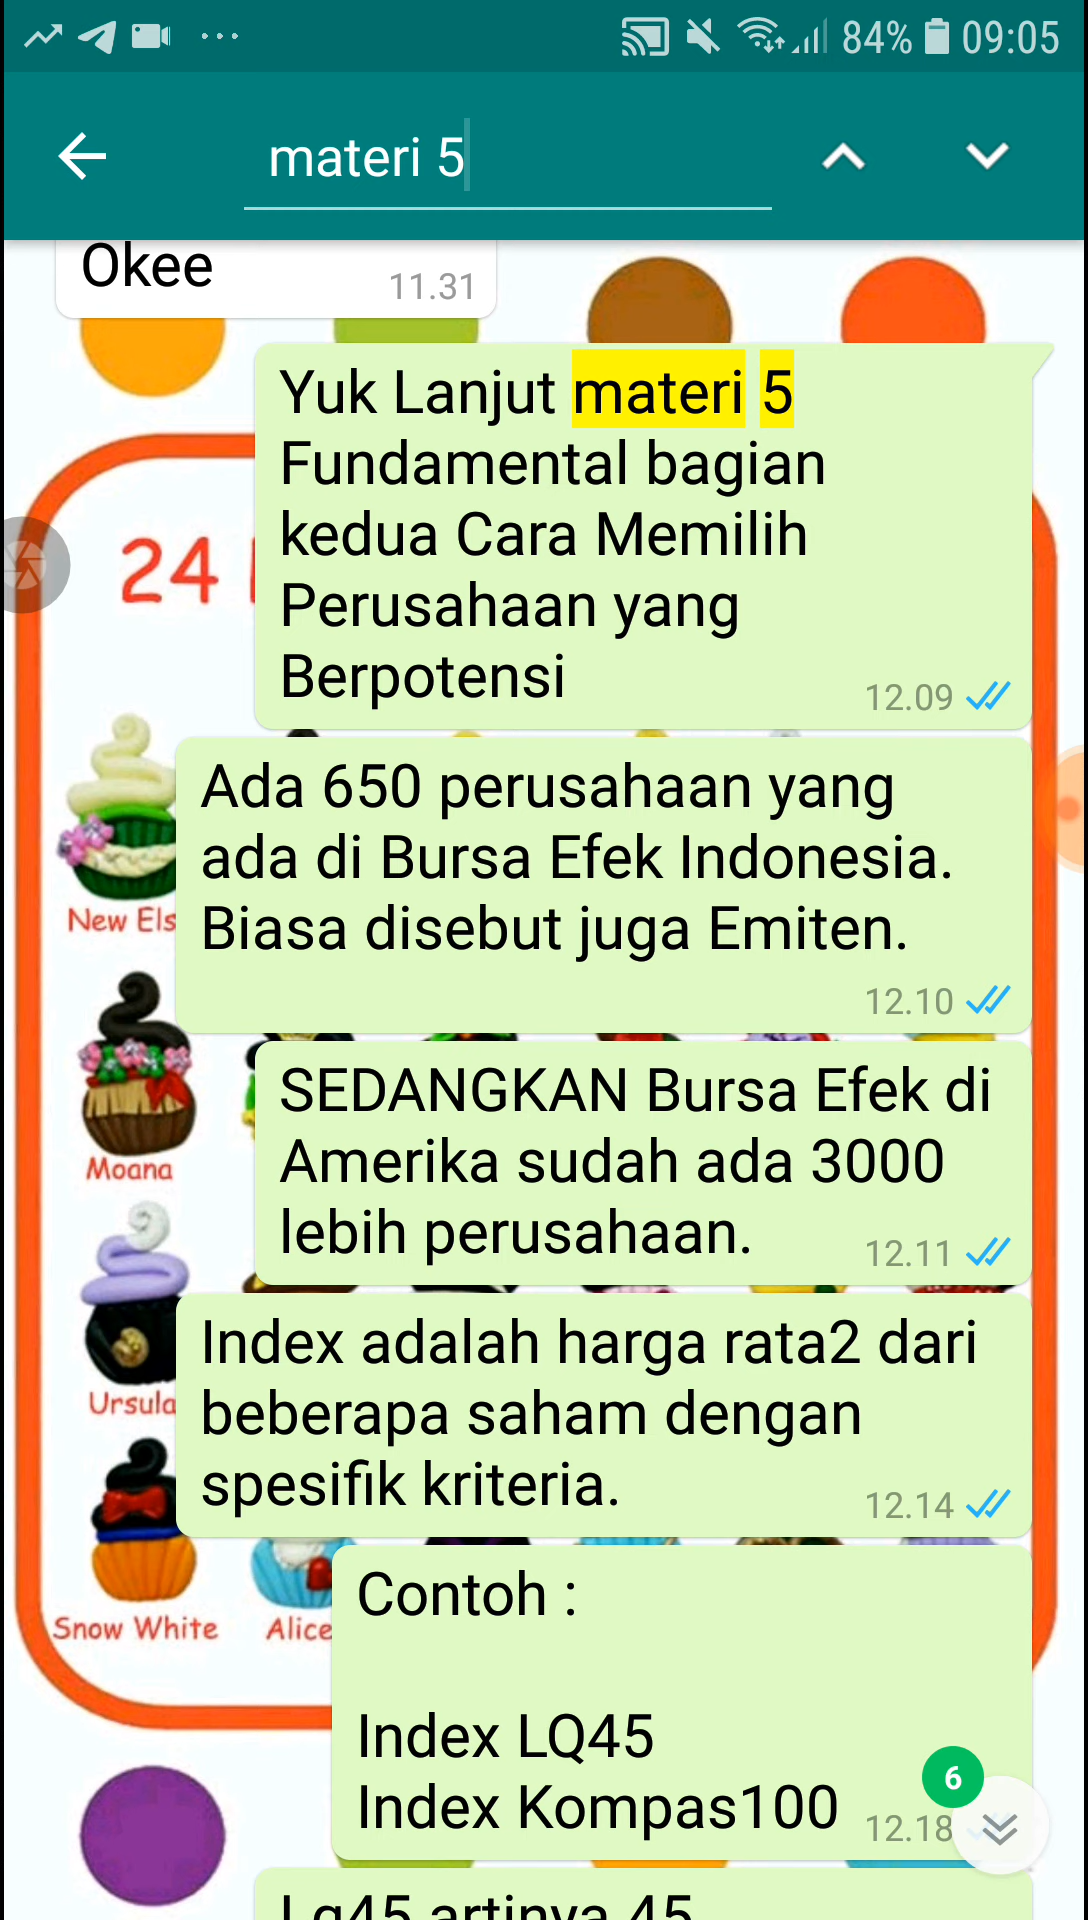 84% 09:05
materi 5
Okee
11.31
Yuk Lanjut materi 5
Fundamental bagian
kedua Cara Memilih
Perusahaan yang
Berpotensi
12.09
24
Ada 650 perusahaan yang
ada di Bursa Efek Indonesia.
Biasa disebut juga Emiten.
12.10
New Els
SEDANGKAN Bursa Efek di
Amerika sudah ada 3000
lebih perusahaan.
12.11
Moana
Index adalah harga rata2 dari
beberapa saham dengan
spesifik kriteria.
12.14
Ursula
Contoh :
Snow White Alice
Index LQ45
Index Kompas100
12.18
6
Lq45 artinya 45